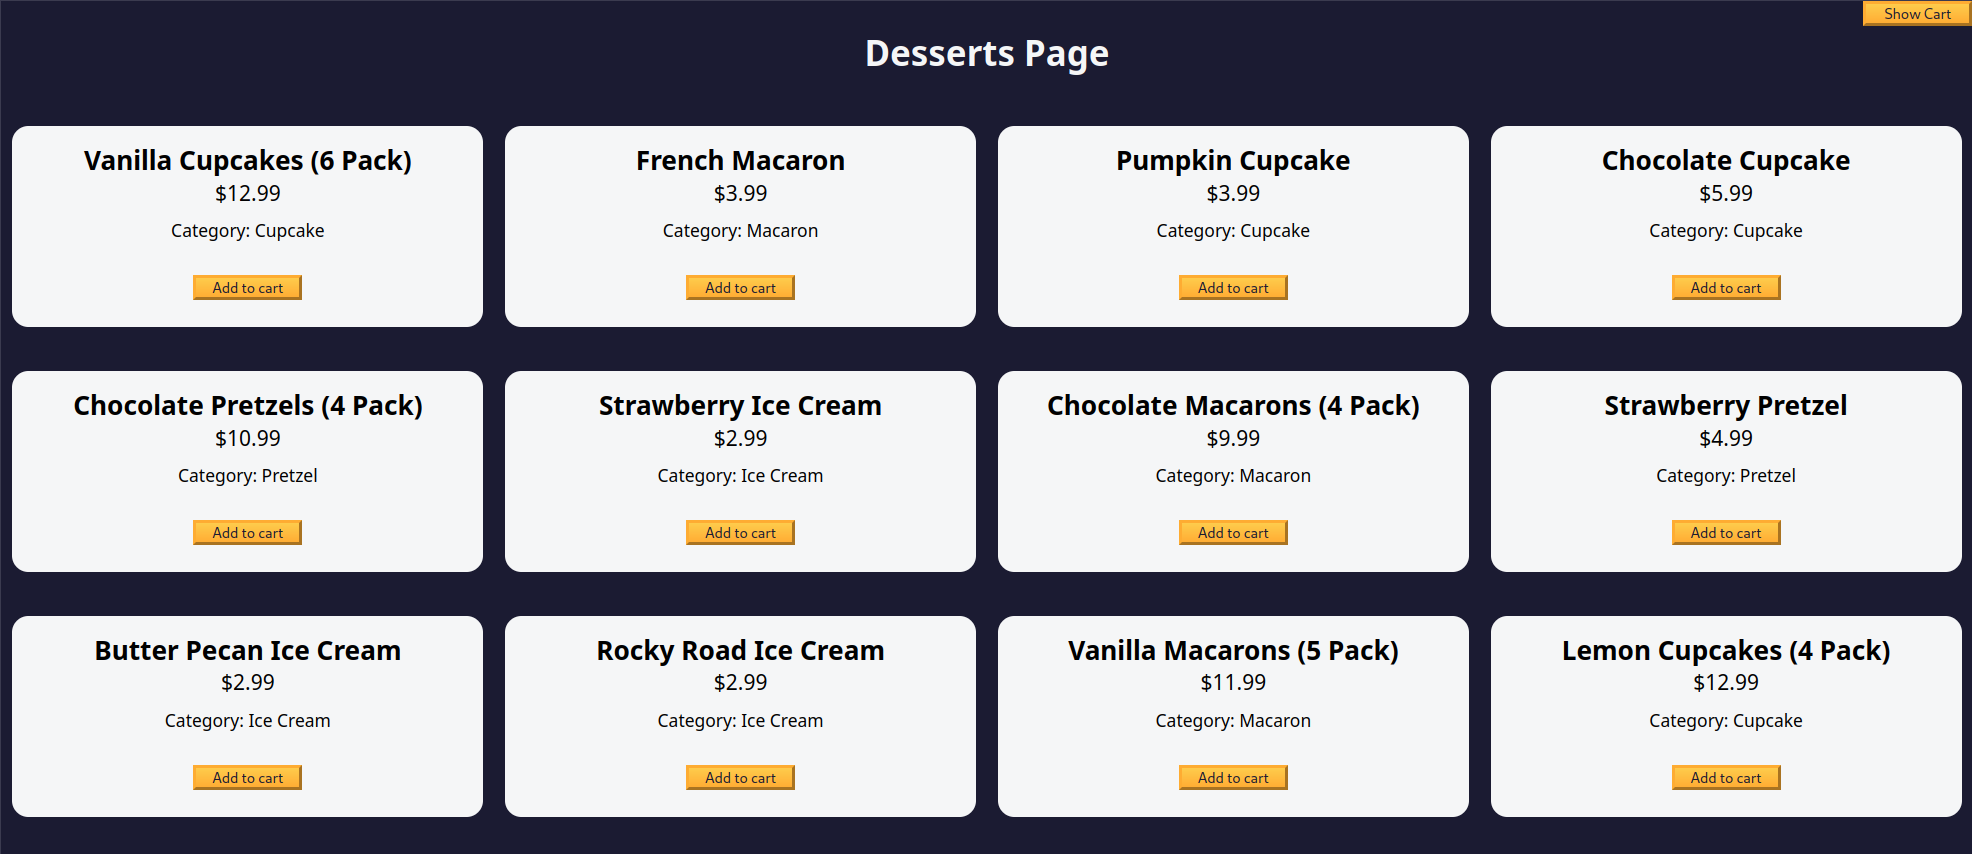 Show Cart
Desserts Page
Vanilla Cupcakes (6 Pack)
$12.99
Category: Cupcake
Add to cart
French Macaron
$3.99
Category: Macaron
Add to cart
Pumpkin Cupcake
$3.99
Category: Cupcake
Add to cart
Chocolate Cupcake
$5.99
Category: Cupcake
Add to cart
Chocolate Pretzels (4 Pack)
$10.99
Category: Pretzel
Add to cart
Strawberry Ice Cream
$2.99
Category: Ice Cream
Add to cart
Chocolate Macarons (4 Pack)
$9.99
Category: Macaron
Add to cart
Strawberry Pretzel
$4.99
Category: Pretzel
Add to cart
Butter Pecan Ice Cream
$2.99
Category: Ice Cream
Add to cart
Rocky Road Ice Cream
$2.99
Category: Ice Cream
Add to cart
Vanilla Macarons (5 Pack)
$11.99
Category: Macaron
Add to cart
Lemon Cupcakes (4 Pack)
$12.99
Category: Cupcake
Add to cart